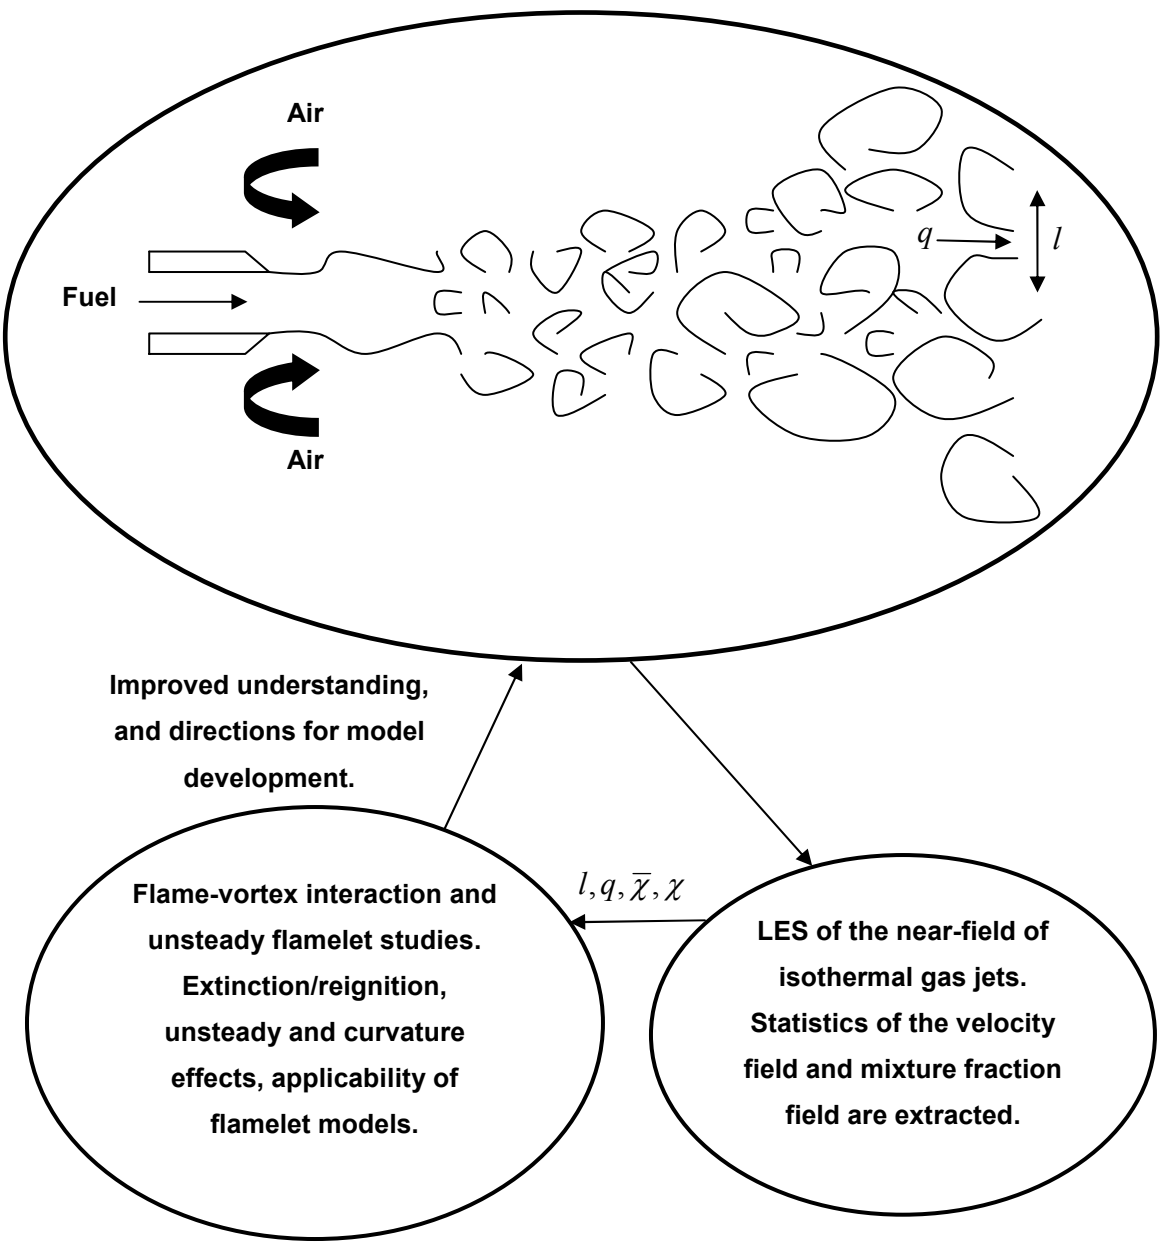 Air
q
l
Fuel
Air
Improved understanding,
and directions for model
development.
l, q, χ̅, χ
Flame-vortex interaction and
unsteady flamelet studies.
Extinction/reignition,
unsteady and curvature
effects, applicability of
flamelet models.
LES of the near-field of
isothermal gas jets.
Statistics of the velocity
field and mixture fraction
field are extracted.